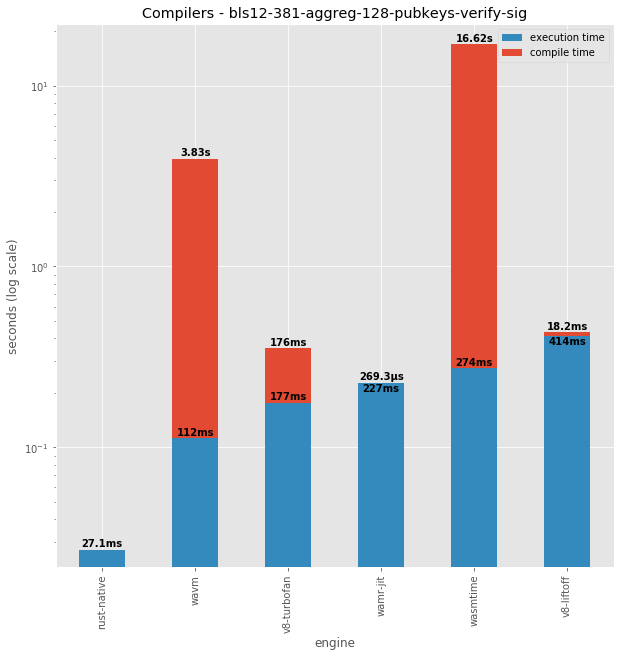 Compilers - bls12-381-aggreg-128-pubkeys-verify-sig
execution time
compile time
seconds (log scale)
10¹
10⁰
10⁻¹
27.1ms
3.83s
112ms
176ms
177ms
269.3µs
227ms
16.62s
274ms
18.2ms
414ms
rust-native
wavm
v8-turbofan
wamr-jit
wasmtime
v8-liftoff
engine